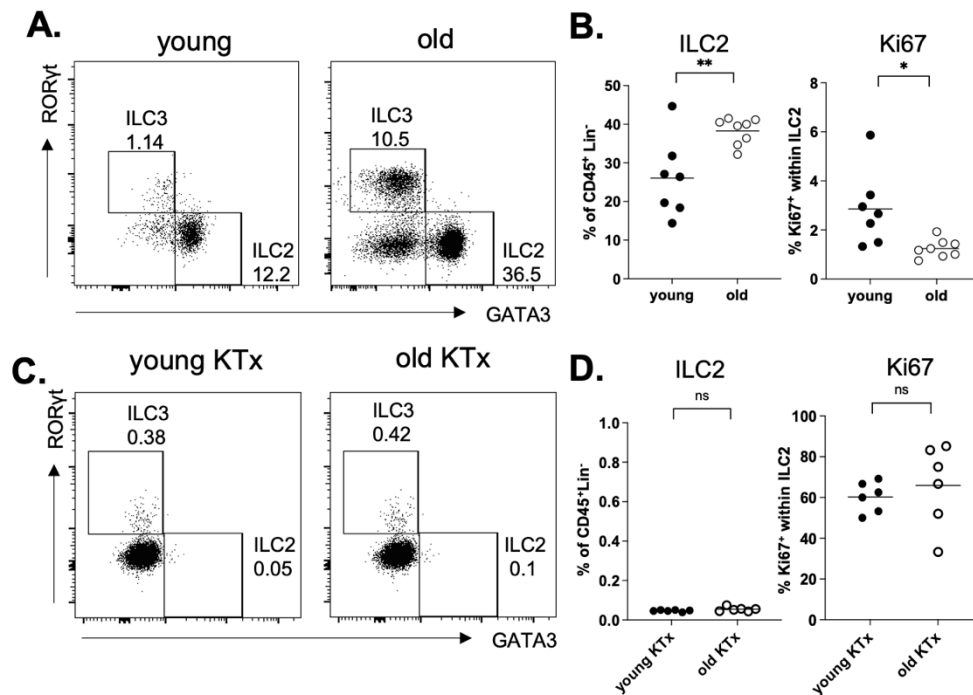 A.
young
old
RORγt
ILC3
1.14
ILC2
12.2
ILC3
10.5
ILC2
36.5
GATA3
B.
ILC2
**
% of CD45+ Lin-
50
40
30
20
10
0
young
old
Ki67
*
% Ki67+ within ILC2
8
6
4
2
0
young
old
C.
young KTx
old KTx
RORγt
ILC3
0.38
ILC2
0.05
ILC3
0.42
ILC2
0.1
GATA3
D.
ILC2
ns
% of CD45+Lin-
1.0
0.8
0.6
0.4
0.2
0.0
young KTx
old KTx
Ki67
ns
% Ki67+ within ILC2
100
80
60
40
20
0
young KTx
old KTx